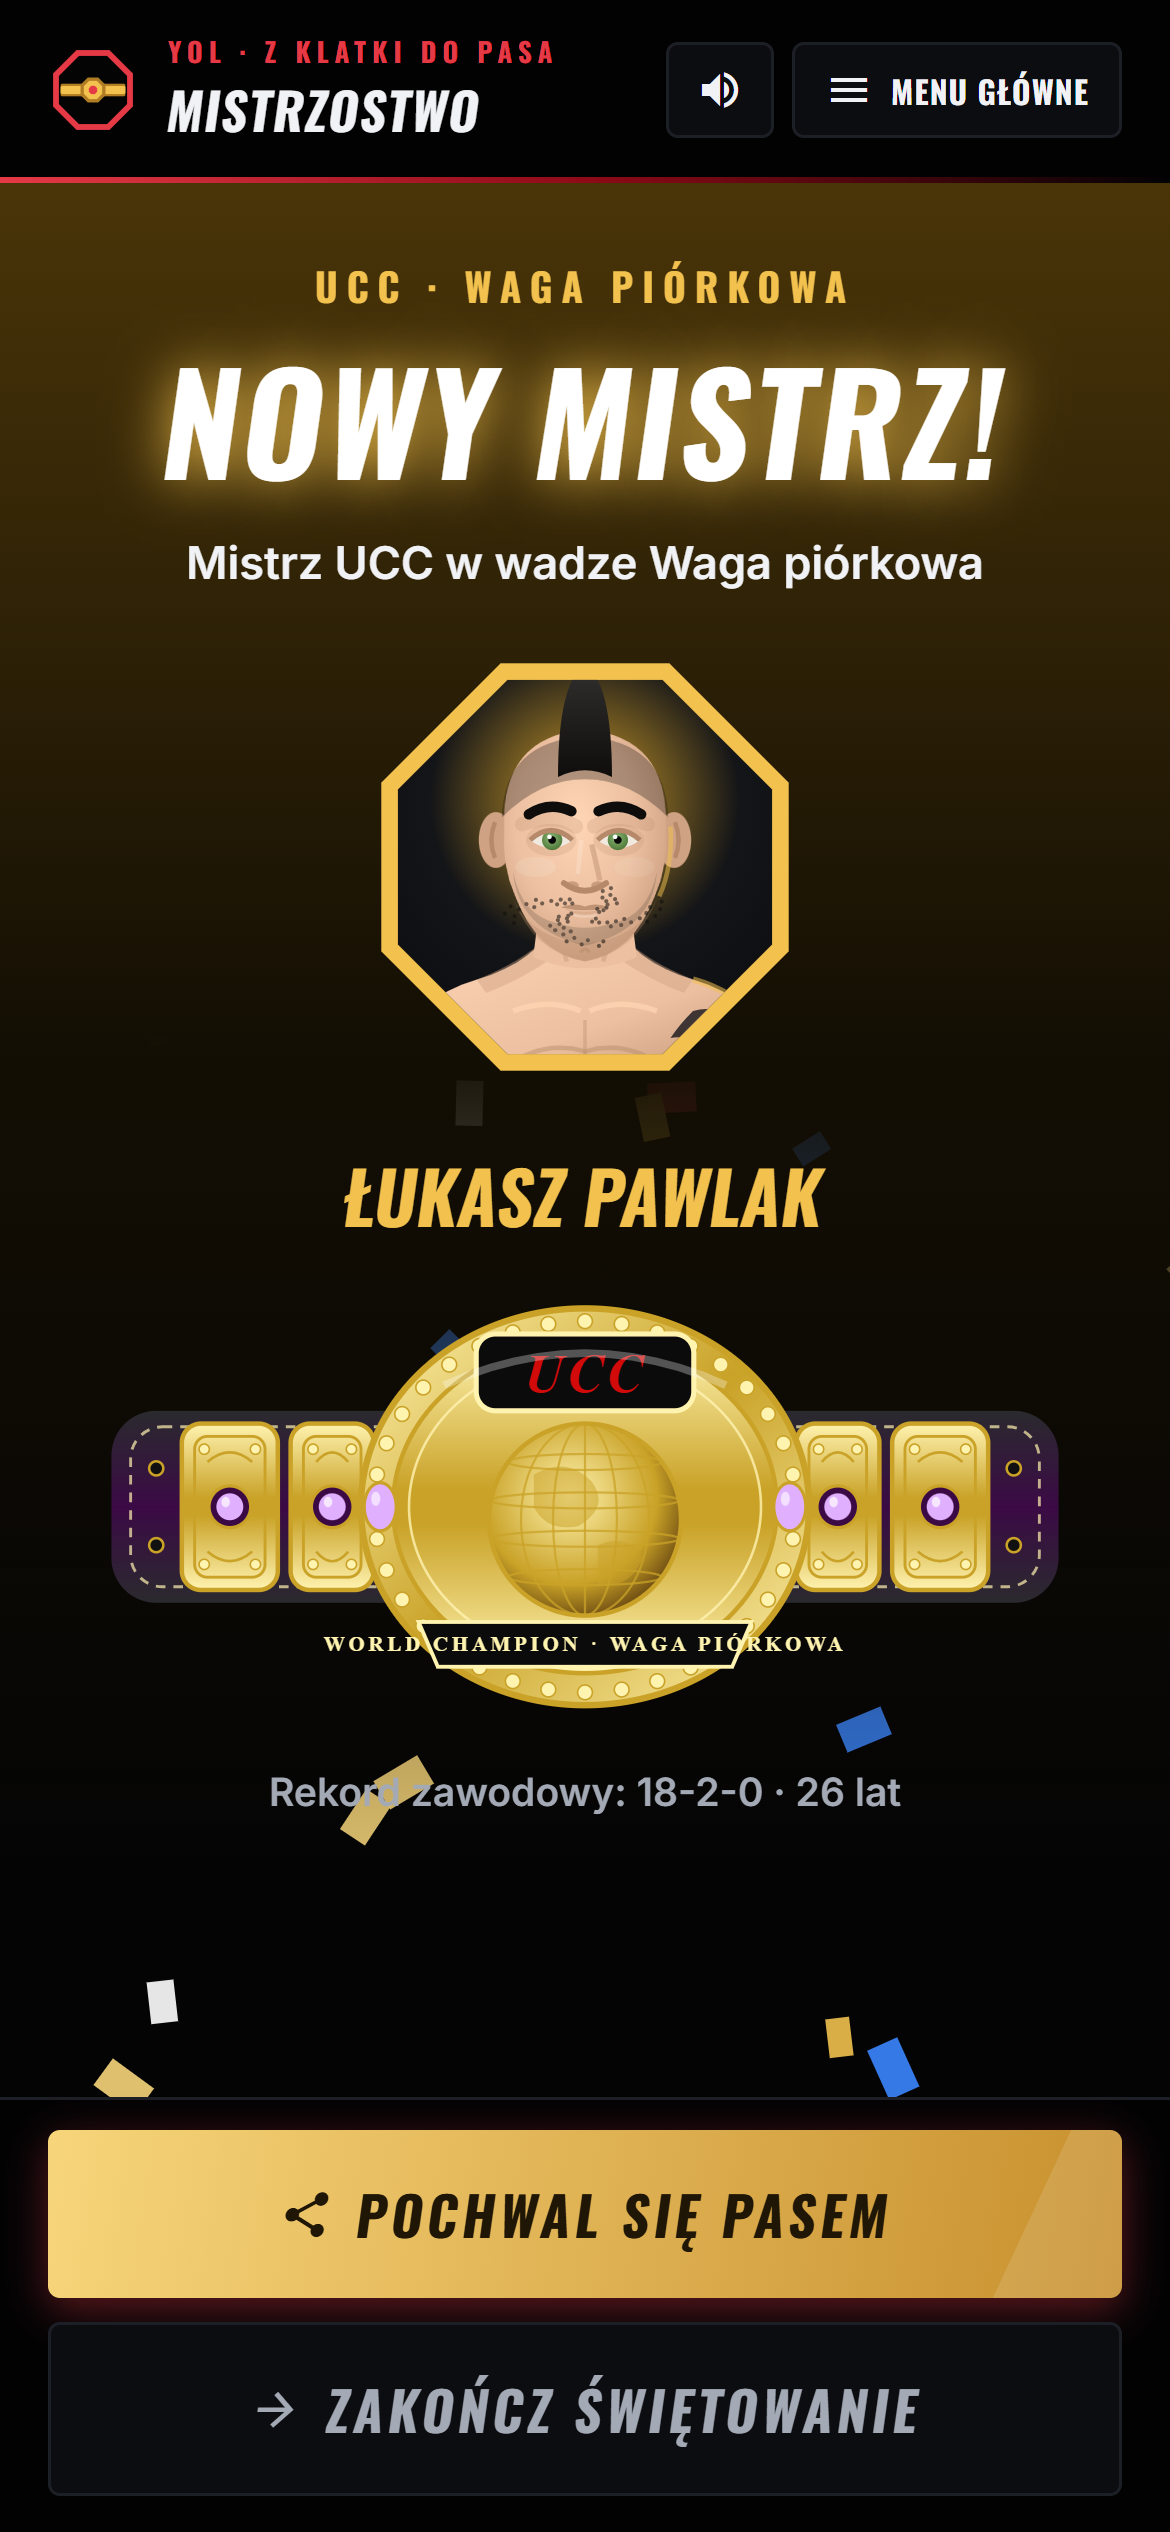 YOL · Z KLATKI DO PASA
MISTRZOSTWO
MENU GŁÓWNE
UCC · WAGA PIÓRKOWA
NOWY MISTRZ!
Mistrz UCC w wadze Waga piórkowa
ŁUKASZ PAWLAK
UCC
WORLD CHAMPION · WAGA PIÓRKOWA
Rekord zawodowy: 18-2-0 · 26 lat
POCHWAL SIĘ PASEM
ZAKOŃCZ ŚWIĘTOWANIE